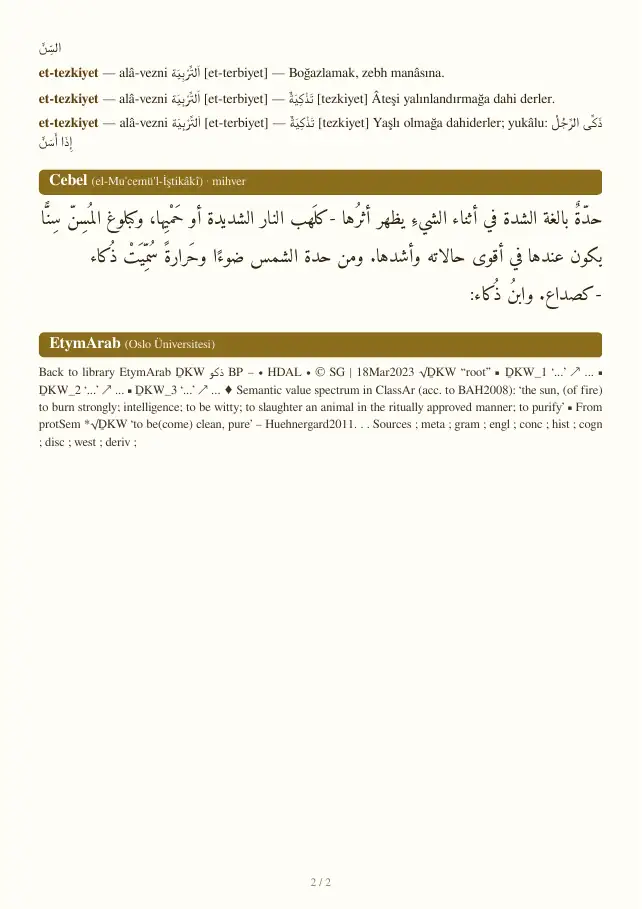 السِّنِّ
et-tezkiyet — alâ-vezni اَلتَّرْبِيَة [et-terbiyet] — Boğazlamak, zebh manâsına.
et-tezkiyet — alâ-vezni اَلتَّرْبِيَة [et-terbiyet] — تَذْكِيَةٌ [tezkiyet] Âteşi yalınlandırmağa dahi derler.
et-tezkiyet — alâ-vezni اَلتَّرْبِيَة [et-terbiyet] — تَذْكِيَةٌ [tezkiyet] Yaşlı olmağa dahiderler; yukâlu: ذَكَّى الرَّجُلُ
إِذَا أَسَنَّ
Cebel (el-Mu'cemü'l-İştikâkî) · mihver
حدّةٌ بالغة الشدة في أثناء الشيءِ يظهر أثرُها -كلَهب النار الشديدة أو حَمْيِها، وكبلوغ المُسِنّ سِنًّا
يكون عندها في أقوى حالاته وأشدها. ومن حدة الشمس ضوءًا وحَرارةً سُمِّيَتْ ذُكاء
-كصداع. وابنُ ذُكاء:
EtymArab (Oslo Üniversitesi)
Back to library EtymArab ḎKW ذكو BP – • HDAL • © SG | 18Mar2023 √ḎKW “root” ▪ ḎKW_1 ‘...’ ↗ ... ▪
ḎKW_2 ‘...’ ↗ ... ▪ ḎKW_3 ‘...’ ↗ ... ♦ Semantic value spectrum in ClassAr (acc. to BAH2008): ‘the sun, (of fire)
to burn strongly; intelligence; to be witty; to slaughter an animal in the ritually approved manner; to purify’ ▪ From
protSem *√ḎKW ‘to be(come) clean, pure’ – Huehnergard2011. . . Sources ; meta ; gram ; engl ; conc ; hist ; cogn
; disc ; west ; deriv ;
2 / 2